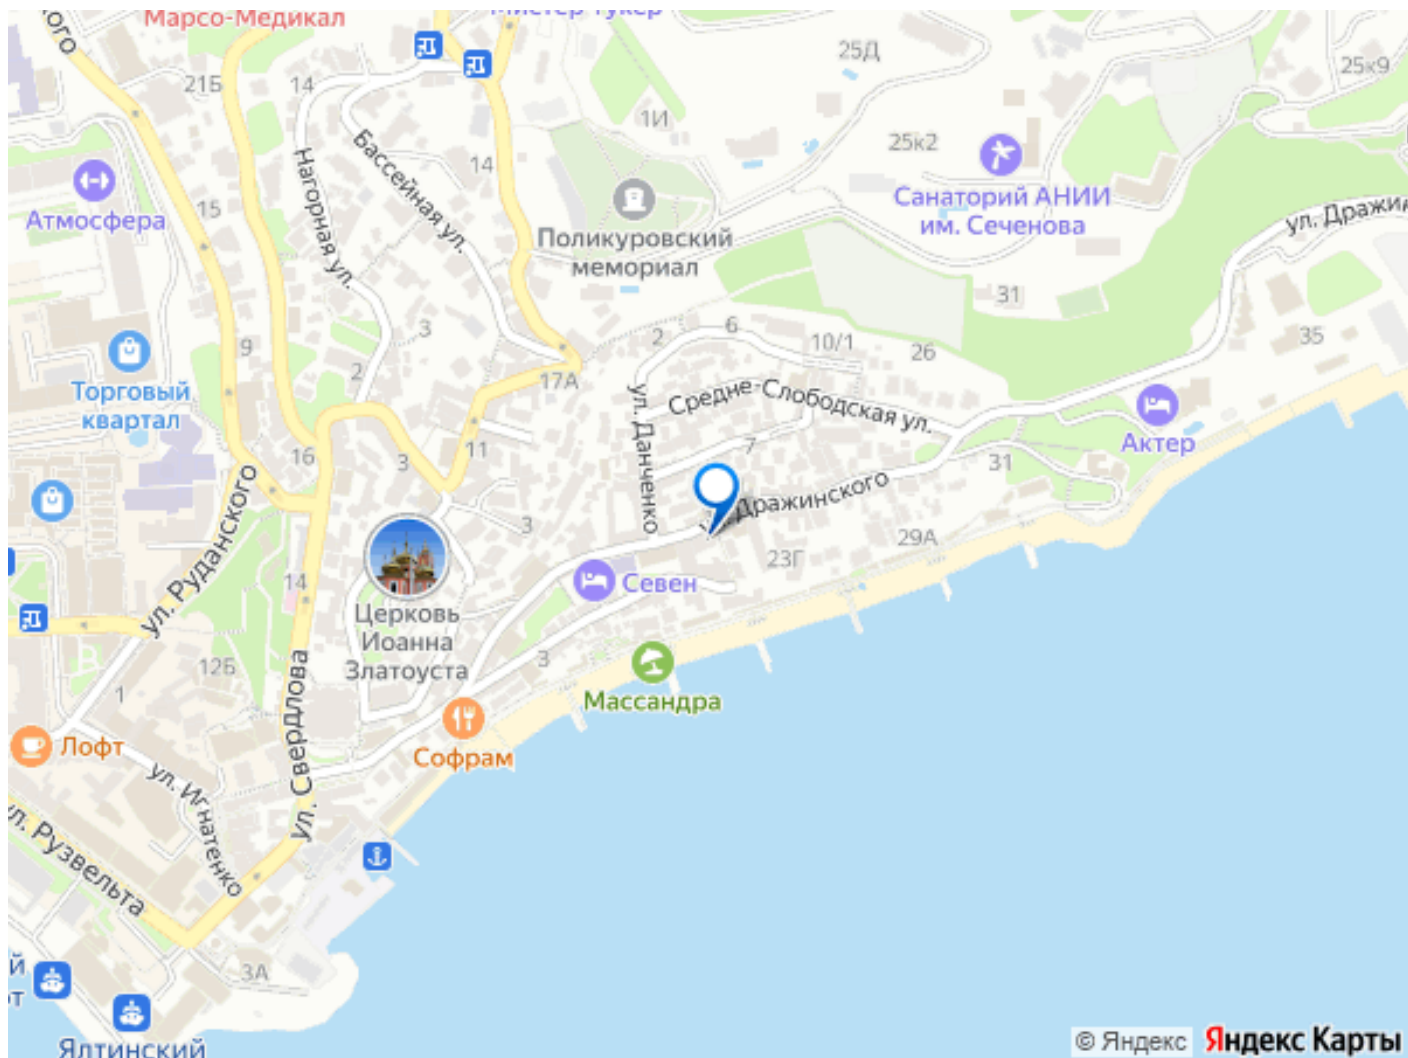 Марсо-Медикал
25Д
25к9
21Б
14
1И
14
25к2
Бассейная ул.
Нагорная ул.
Атмосфера
15
Санаторий АНИИ
им. Сеченова
Поликуровский
мемориал
31
3
2
6
10/1
26
35
9
2
17А
Торговый
квартал
Средне-Слободская ул.
ул. Данченко
Актер
11
7
16
3
31
ул. Руданского
3
Дражинского
29А
23Г
14
Севен
Церковь
Иоанна
Златоуста
12Б
3
1
Массандра
ул. Свердлова
Лофт
Софрам
ул. Игнатенко
ул. Рузвельта
3А
Ялтинский
© Яндекс Яндекс Карты